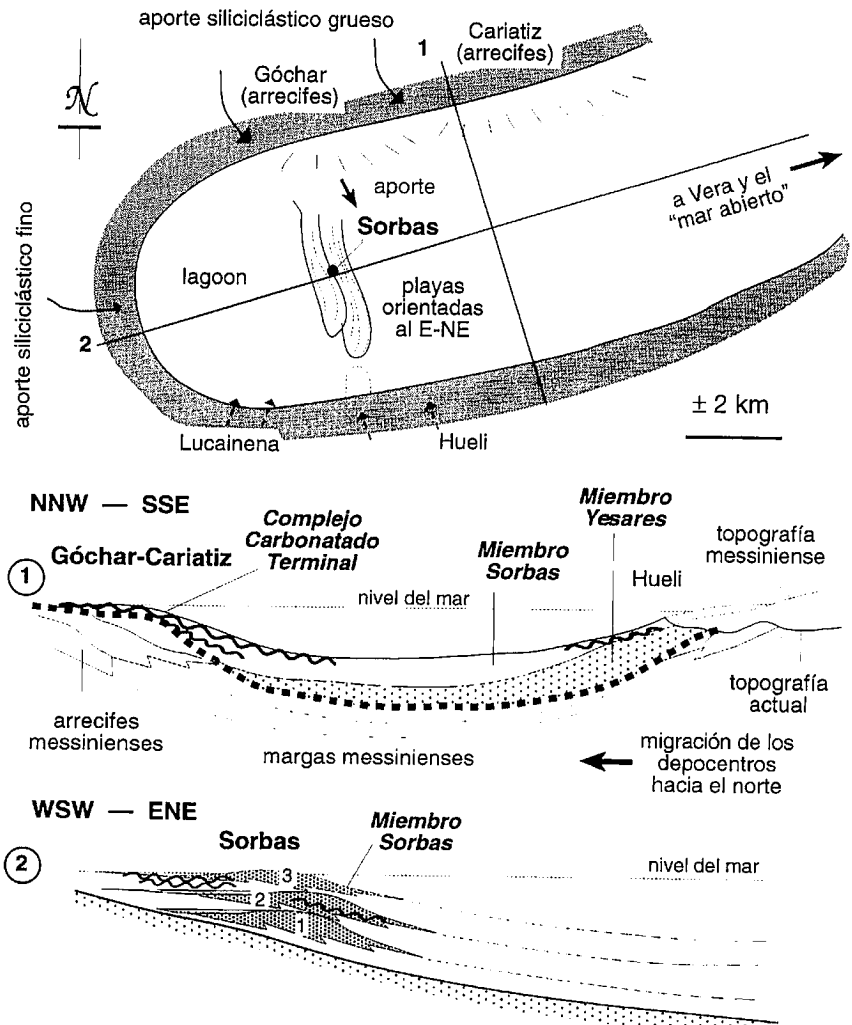 aporte siliciclástico grueso
Cariatiz
(arrecifes)
1
Góchar
(arrecifes)
N
aporte
Sorbas
a Vera y el
"mar abierto"
lagoon
playas
orientadas
al E-NE
aporte siliciclástico fino
2
± 2 km
Lucainena
Hueli
NNW — SSE
Miembro
Yesares
Complejo
Carbonatado
Terminal
topografía
messiniense
Góchar-Cariatiz
Miembro
Sorbas
Hueli
1
nivel del mar
arrecifes
messinienses
topografía
actual
margas messinienses
migración de los
depocentros
hacia el norte
WSW — ENE
Sorbas
Miembro
Sorbas
2
nivel del mar
3
2
1